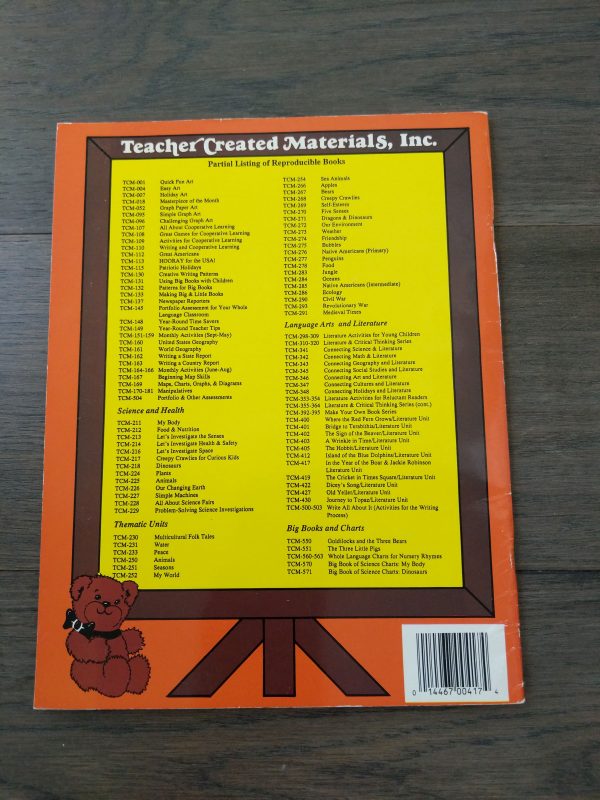 Teacher Created Materials, Inc.
Partial Listing of Reproducible Books
TCM-001 Quick Fun Art
TCM-004 Easy Art
TCM-007 Holiday Art
TCM-018 Masterpiece of the Month
TCM-052 Graph Paper Art
TCM-095 Simple Graph Art
TCM-096 Challenging Graph Art
TCM-107 All About Cooperative Learning
TCM-108 Great Games for Cooperative Learning
TCM-109 Activities for Cooperative Learning
TCM-110 Writing and Cooperative Learning
TCM-112 Great Americans
TCM-113 HOORAY for the USA!
TCM-115 Patriotic Holidays
TCM-130 Creative Writing Patterns
TCM-131 Using Big Books with Children
TCM-132 Patterns for Big Books
TCM-133 Making Big & Little Books
TCM-137 Newspaper Reporters
TCM-145 Portfolio Assessment for Your Whole
Language Classroom
TCM-148 Year-Round Time Savers
TCM-149 Year-Round Teacher Tips
TCM-151-159 Monthly Activities (Sept-May)
TCM-160 United States Geography
TCM-161 World Geography
TCM-162 Writing a State Report
TCM-163 Writing a Country Report
TCM-164-166 Monthly Activities (June-Aug)
TCM-167 Beginning Map Skills
TCM-169 Maps, Charts, Graphs, & Diagrams
TCM-170-181 Manipulatives
TCM-504 Portfolio & Other Assessments
Science and Health
TCM-211 My Body
TCM-212 Food & Nutrition
TCM-213 Let's Investigate the Senses
TCM-214 Let's Investigate Health & Safety
TCM-216 Let's Investigate Space
TCM-217 Creepy Crawlies for Curious Kids
TCM-218 Dinosaurs
TCM-224 Plants
TCM-225 Animals
TCM-226 Our Changing Earth
TCM-227 Simple Machines
TCM-228 All About Science Fairs
TCM-229 Problem-Solving Science Investigations
Thematic Units
TCM-230 Multicultural Folk Tales
TCM-231 Water
TCM-233 Peace
TCM-250 Animals
TCM-251 Seasons
TCM-252 My World
TCM-254 Sea Animals
TCM-266 Apples
TCM-267 Bears
TCM-268 Creepy Crawlies
TCM-269 Self-Esteem
TCM-270 Five Senses
TCM-271 Dragons & Dinosaurs
TCM-272 Our Environment
TCM-273 Weather
TCM-274 Friendship
TCM-275 Bubbles
TCM-276 Native Americans (Primary)
TCM-277 Penguins
TCM-278 Food
TCM-283 Jungle
TCM-284 Oceans
TCM-285 Native Americans (Intermediate)
TCM-286 Ecology
TCM-290 Civil War
TCM-293 Revolutionary War
TCM-291 Medieval Times
Language Arts and Literature
TCM-298-309 Literature Activities for Young Children
TCM-310-320 Literature & Critical Thinking Series
TCM-341 Connecting Science & Literature
TCM-342 Connecting Math & Literature
TCM-343 Connecting Geography and Literature
TCM-345 Connecting Social Studies and Literature
TCM-346 Connecting Art and Literature
TCM-347 Connecting Cultures and Literature
TCM-348 Connecting Holidays and Literature
TCM-353-354 Literature Activities for Reluctant Readers
TCM-355-364 Literature & Critical Thinking Series (cont.)
TCM-392-395 Make Your Own Book Series
TCM-400 Where the Red Fern Grows/Literature Unit
TCM-401 Bridge to Terabithia/Literature Unit
TCM-402 The Sign of the Beaver/Literature Unit
TCM-403 A Wrinkle in Time/Literature Unit
TCM-405 The Hobbit/Literature Unit
TCM-412 Island of the Blue Dolphins/Literature Unit
TCM-417 In the Year of the Boar & Jackie Robinson
Literature Unit
TCM-419 The Cricket in Times Square/Literature Unit
TCM-422 Dicey's Song/Literature Unit
TCM-427 Old Yeller/Literature Unit
TCM-430 Journey to Topaz/Literature Unit
TCM-500-503 Write All About It (Activities for the Writing
Process)
Big Books and Charts
TCM-550 Goldilocks and the Three Bears
TCM-551 The Three Little Pigs
TCM-560-563 Whole Language Charts for Nursery Rhymes
TCM-570 Big Book of Science Charts: My Body
TCM-571 Big Book of Science Charts: Dinosaurs
0 14467 00417 4